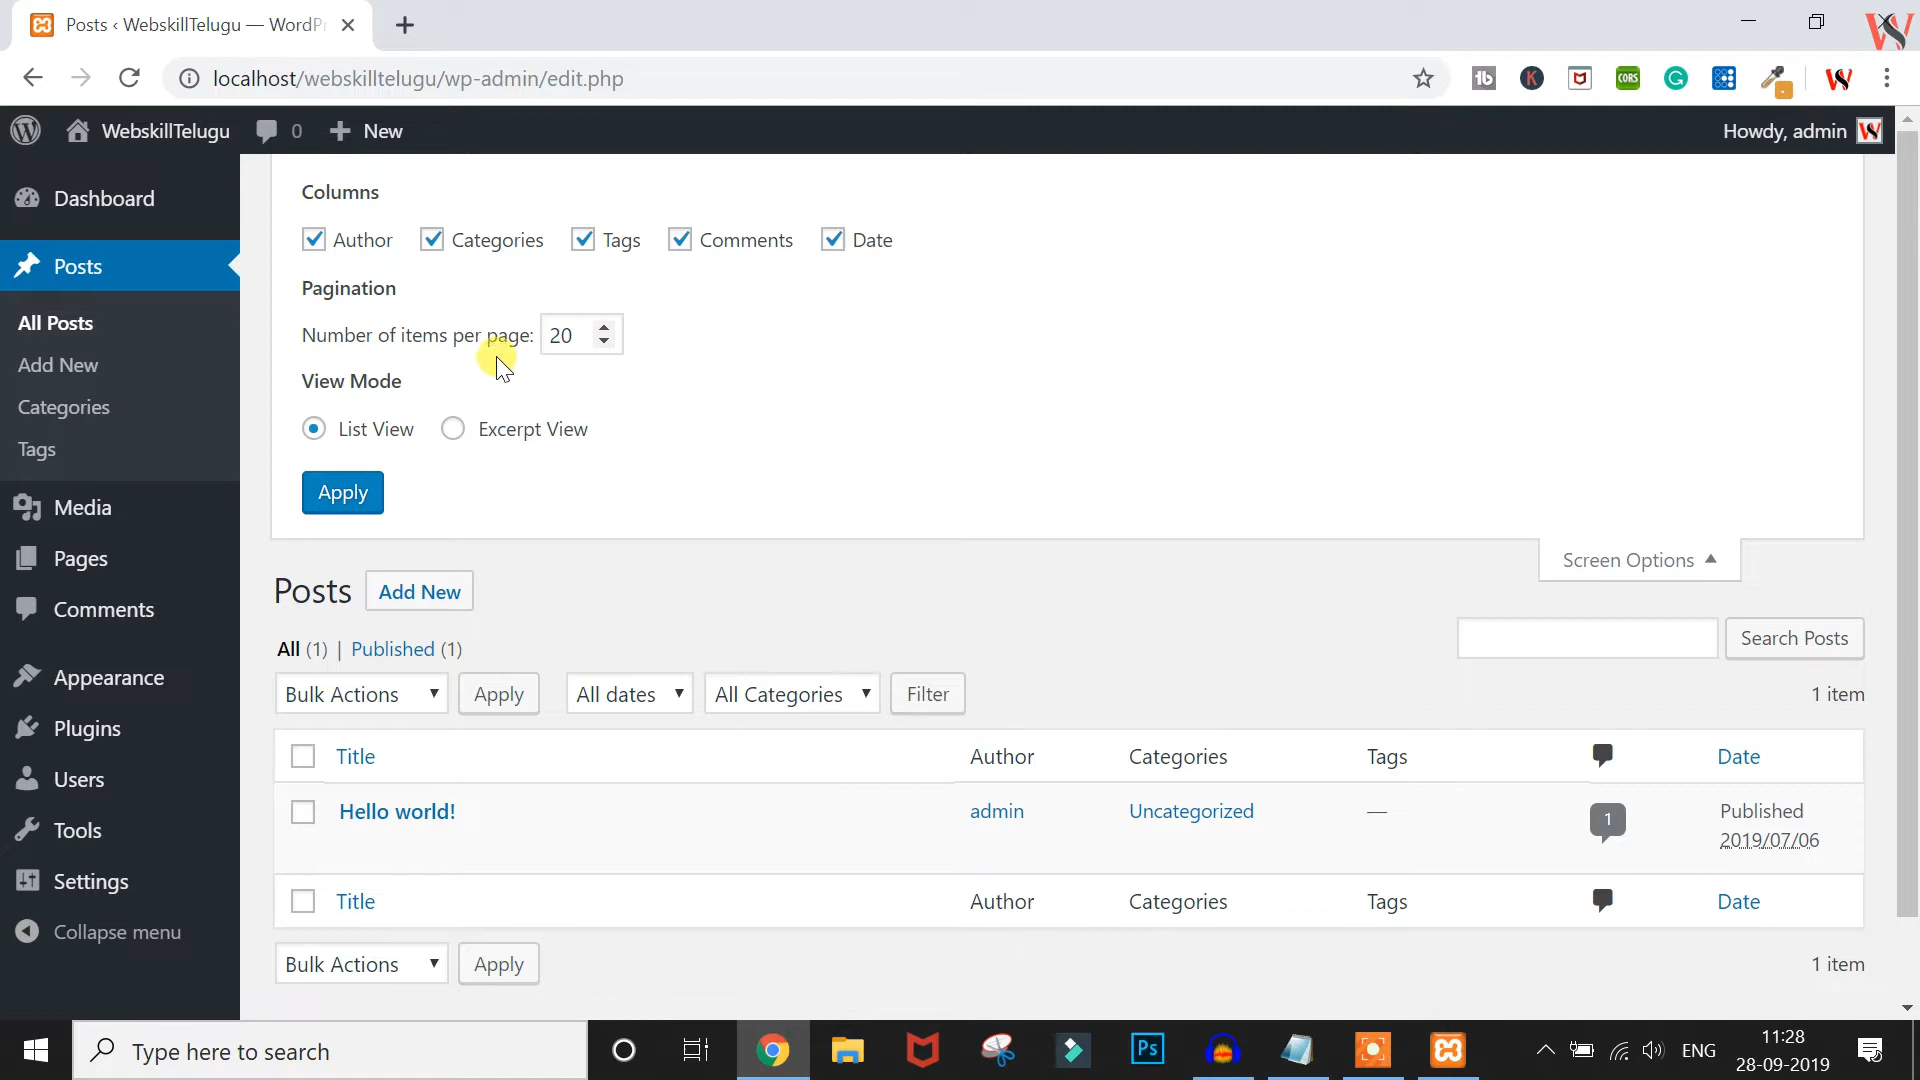 Posts ‹ WebskillTelugu — WordPr
localhost/webskilltelugu/wp-admin/edit.php
WebskillTelugu 0 New Howdy, admin
Dashboard
Posts
All Posts
Add New
Categories
Tags
Media
Pages
Comments
Appearance
Plugins
Users
Tools
Settings
Collapse menu
Columns
Author Categories Tags Comments Date
Pagination
Number of items per page: 20
View Mode
List View Excerpt View
Apply
Screen Options
Posts Add New
All (1) | Published (1)
Search Posts
Bulk Actions Apply All dates All Categories Filter 1 item
Title Author Categories Tags Date
Hello world! admin Uncategorized — 1 Published
2019/07/06
Title Author Categories Tags Date
Bulk Actions Apply 1 item
Type here to search
Ps
ENG
11:28
28-09-2019